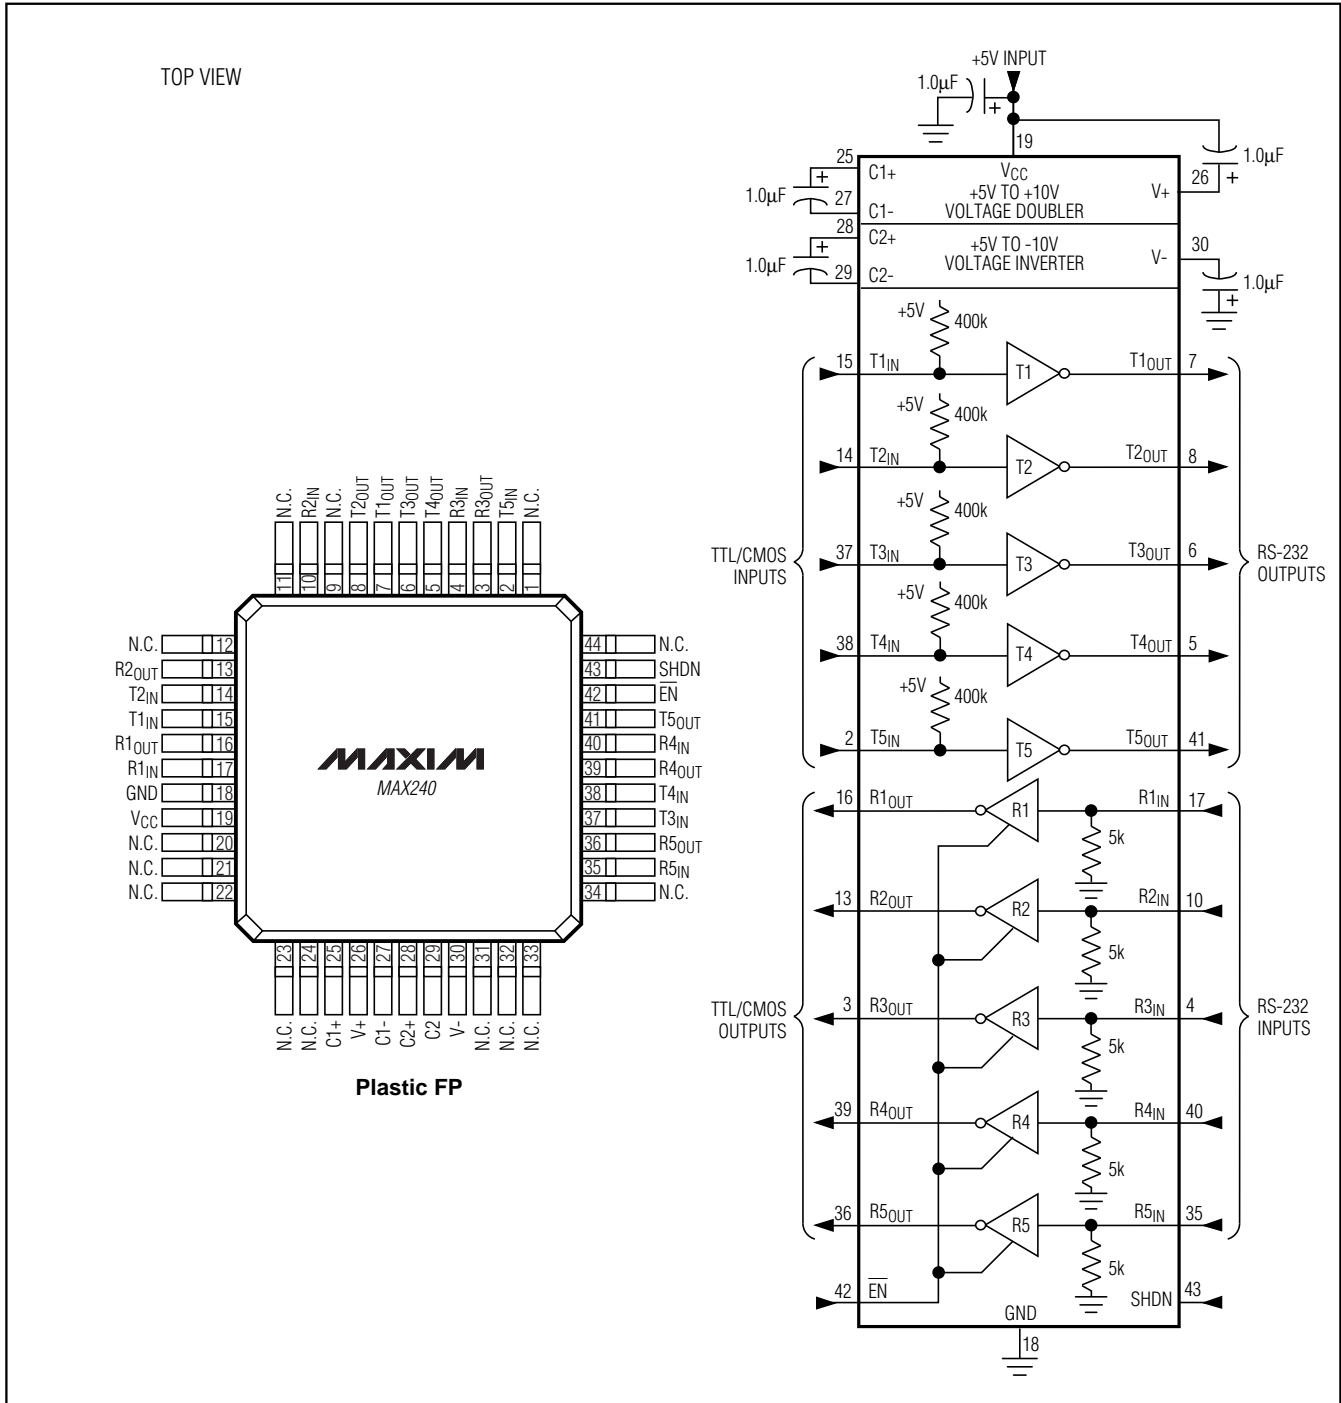 TOP VIEW
N.C.
R2IN
N.C.
T2OUT
T1OUT
T3OUT
T4OUT
R3IN
R3OUT
T5IN
N.C.
11
10
9
8
7
6
5
4
3
2
1
N.C. 12
R2OUT 13
T2IN 14
T1IN 15
R1OUT 16
R1IN 17
GND 18
VCC 19
N.C. 20
N.C. 21
N.C. 22
44 N.C.
43 SHDN
42 E̅N̅
41 T5OUT
40 R4IN
39 R4OUT
38 T4IN
37 T3IN
36 R5OUT
35 R5IN
34 N.C.
MAXIM
MAX240
23
24
25
26
27
28
29
30
31
32
33
N.C.
N.C.
C1+
V+
C1-
C2+
C2
V-
N.C.
N.C.
N.C.
Plastic FP
+5V INPUT
1.0μF
+
19
1.0μF
+
25
C1+
VCC
+5V TO +10V
VOLTAGE DOUBLER
V+
26
1.0μF
+
27
C1-
28
C2+
+5V TO -10V
VOLTAGE INVERTER
V-
30
1.0μF
+
29
C2-
1.0μF
+
+5V
400k
15 T1IN T1 T1OUT 7
+5V
400k
14 T2IN T2 T2OUT 8
+5V
400k
TTL/CMOS
INPUTS
37 T3IN T3 T3OUT 6
RS-232
OUTPUTS
+5V
400k
38 T4IN T4 T4OUT 5
+5V
400k
2 T5IN T5 T5OUT 41
16 R1OUT R1 R1IN 17
5k
13 R2OUT R2 R2IN 10
5k
TTL/CMOS
OUTPUTS
3 R3OUT R3 R3IN 4
RS-232
INPUTS
5k
39 R4OUT R4 R4IN 40
5k
36 R5OUT R5 R5IN 35
5k
42 E̅N̅
SHDN 43
GND
18